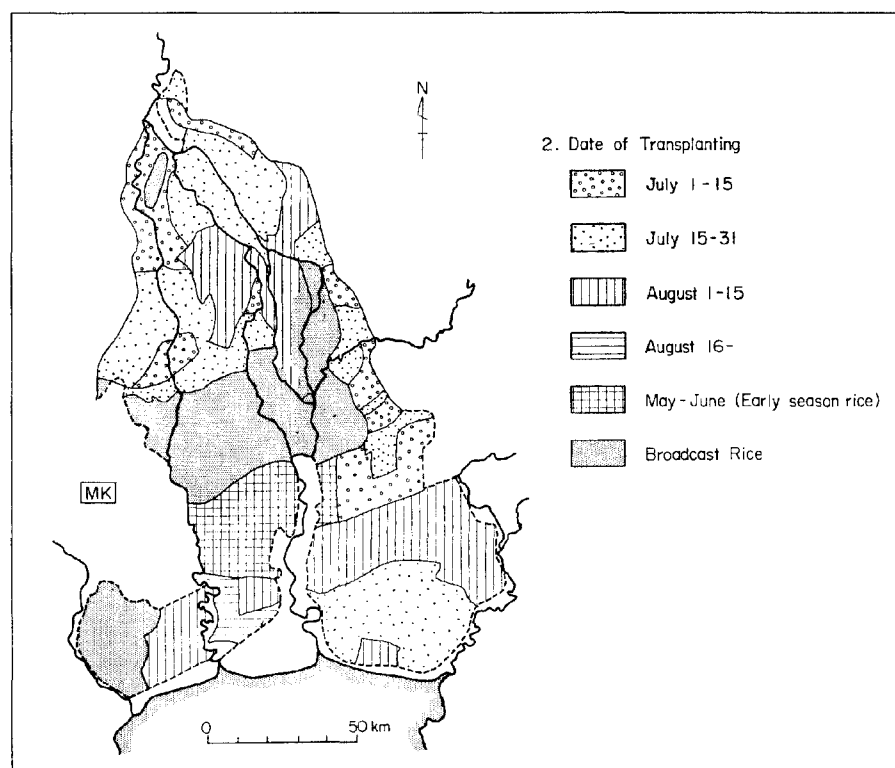 N
2. Date of Transplanting
July 1-15
July 15-31
August 1-15
August 16-
May-June (Early season rice)
Broadcast Rice
MK
0 50 km